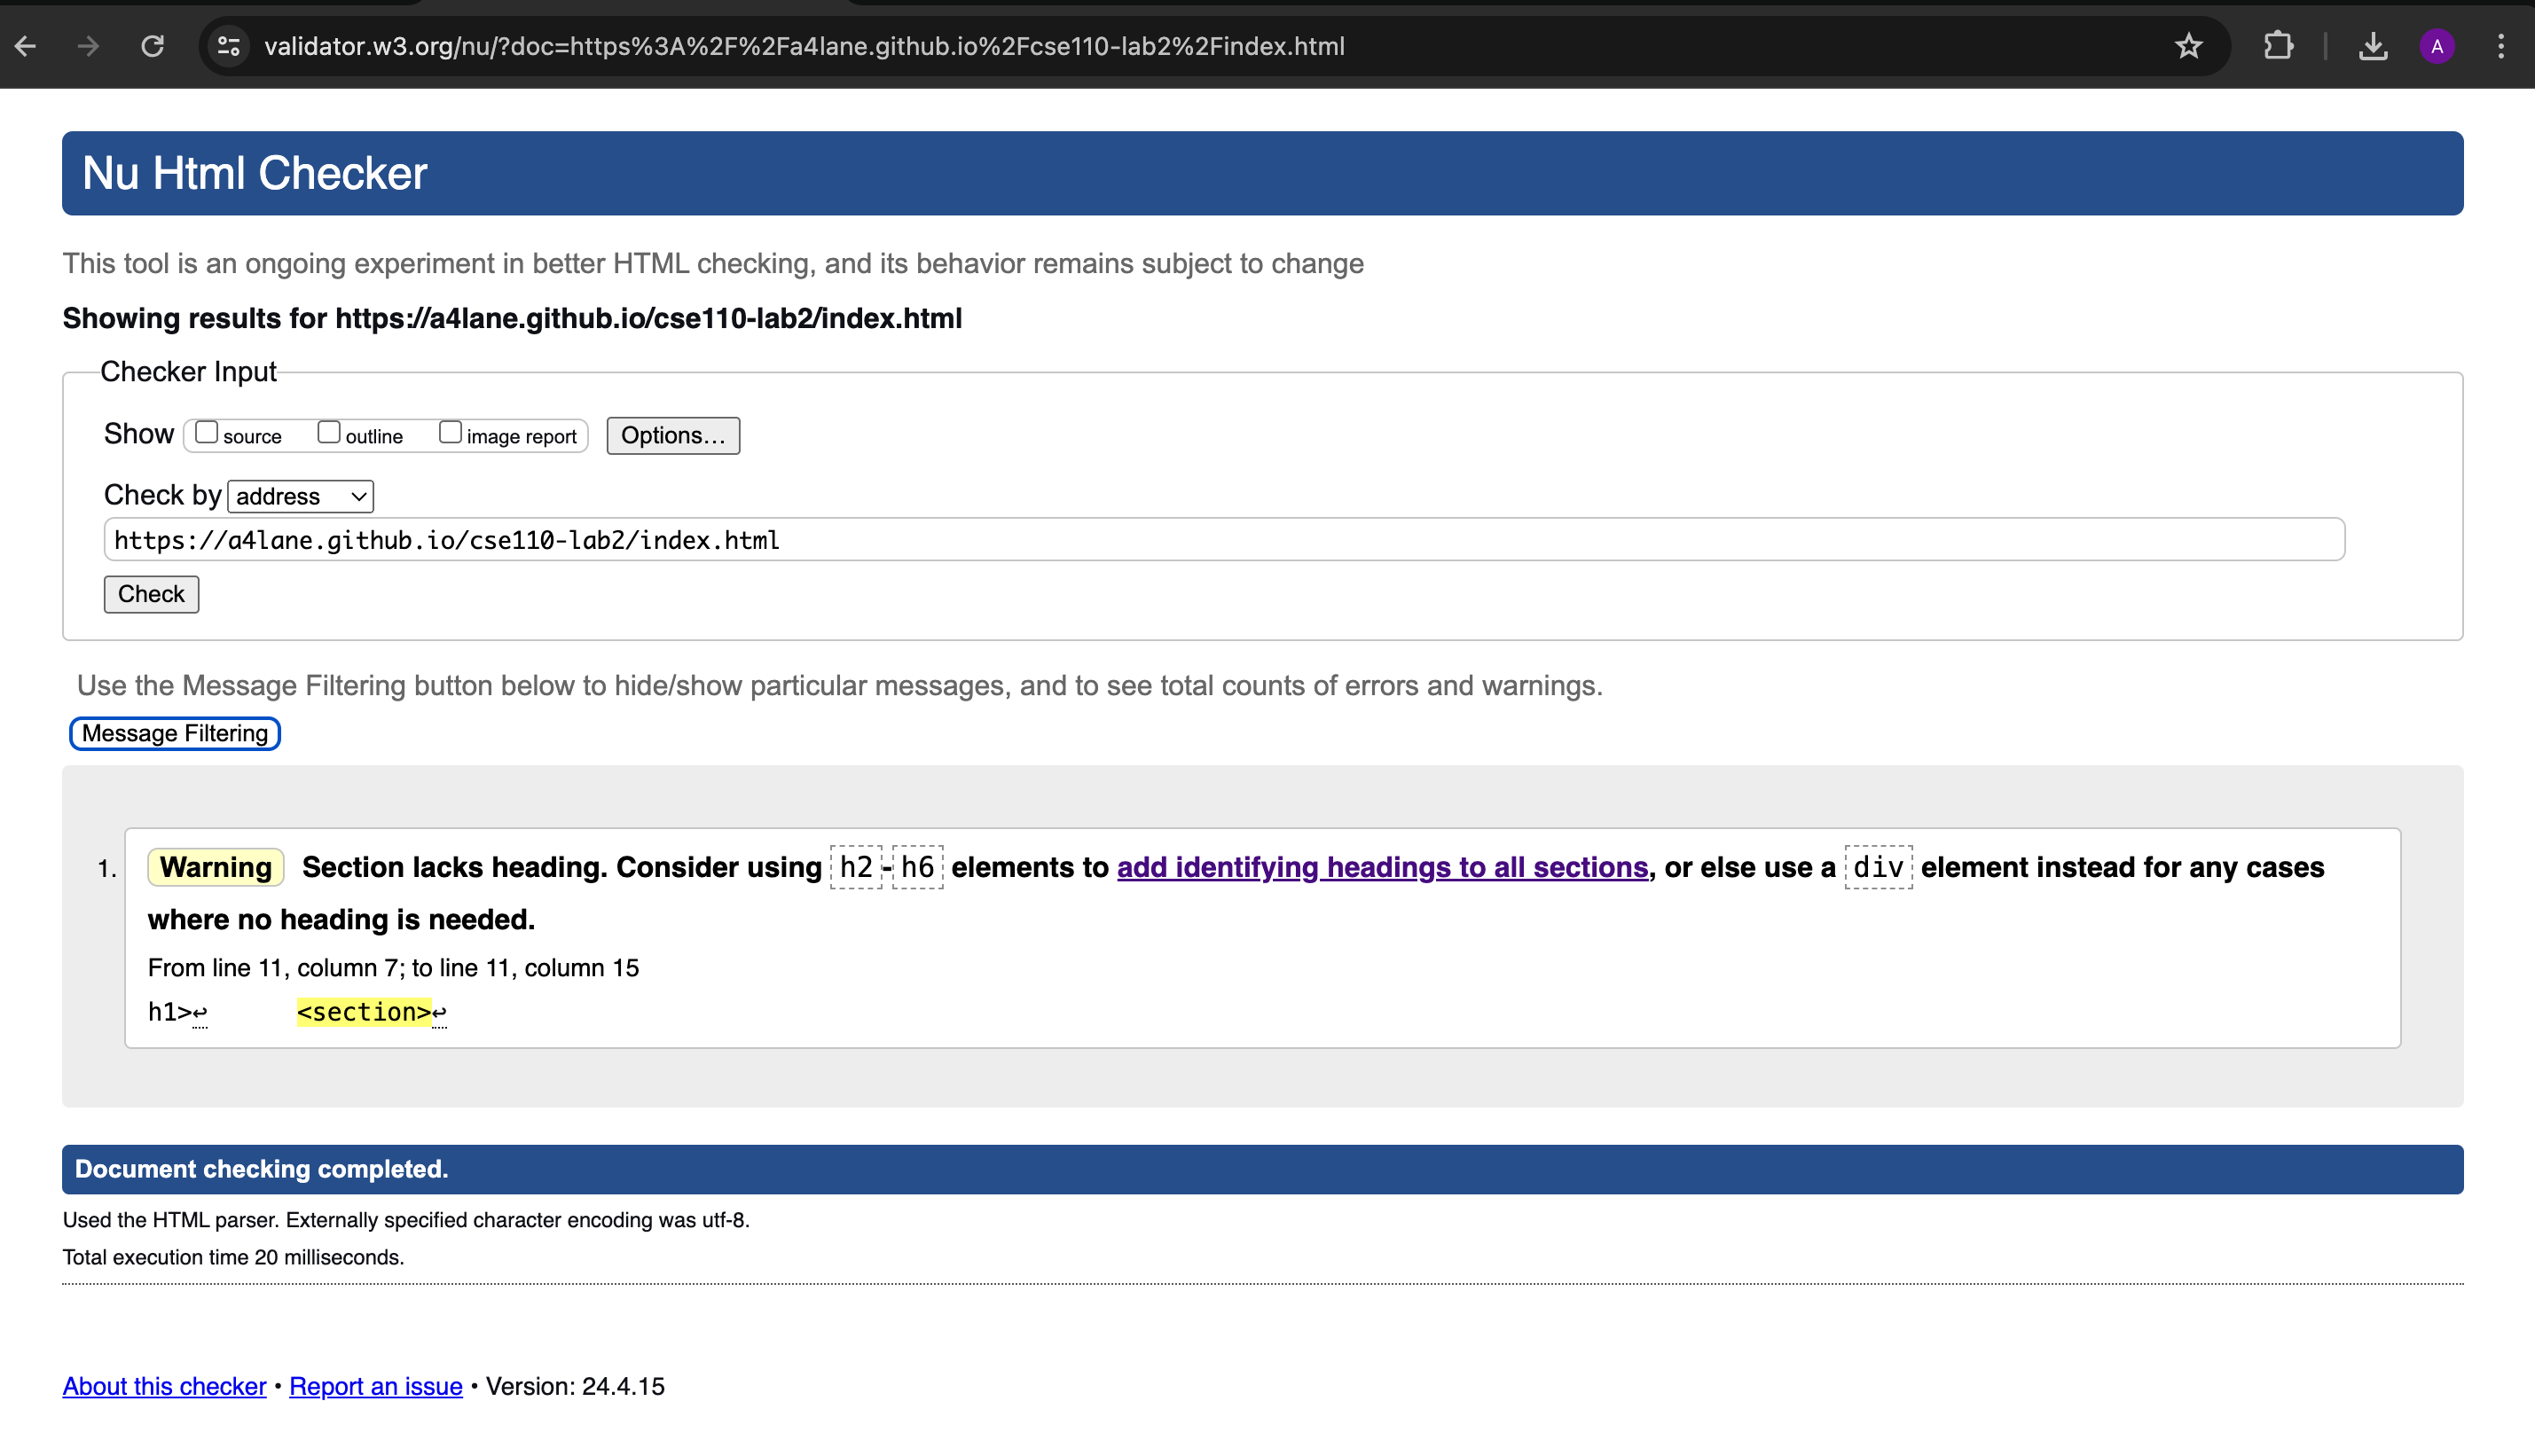 validator.w3.org/nu/?doc=https%3A%2F%2Fa4lane.github.io%2Fcse110-lab2%2Findex.html
A
Nu Html Checker
This tool is an ongoing experiment in better HTML checking, and its behavior remains subject to change
Showing results for https://a4lane.github.io/cse110-lab2/index.html
Checker Input
Show source outline image report Options...
Check by address
https://a4lane.github.io/cse110-lab2/index.html
Check
Use the Message Filtering button below to hide/show particular messages, and to see total counts of errors and warnings.
Message Filtering
1. Warning Section lacks heading. Consider using h2-h6 elements to add identifying headings to all sections, or else use a div element instead for any cases
where no heading is needed.
From line 11, column 7; to line 11, column 15
h1>↩ <section>↩
Document checking completed.
Used the HTML parser. Externally specified character encoding was utf-8.
Total execution time 20 milliseconds.
About this checker • Report an issue • Version: 24.4.15